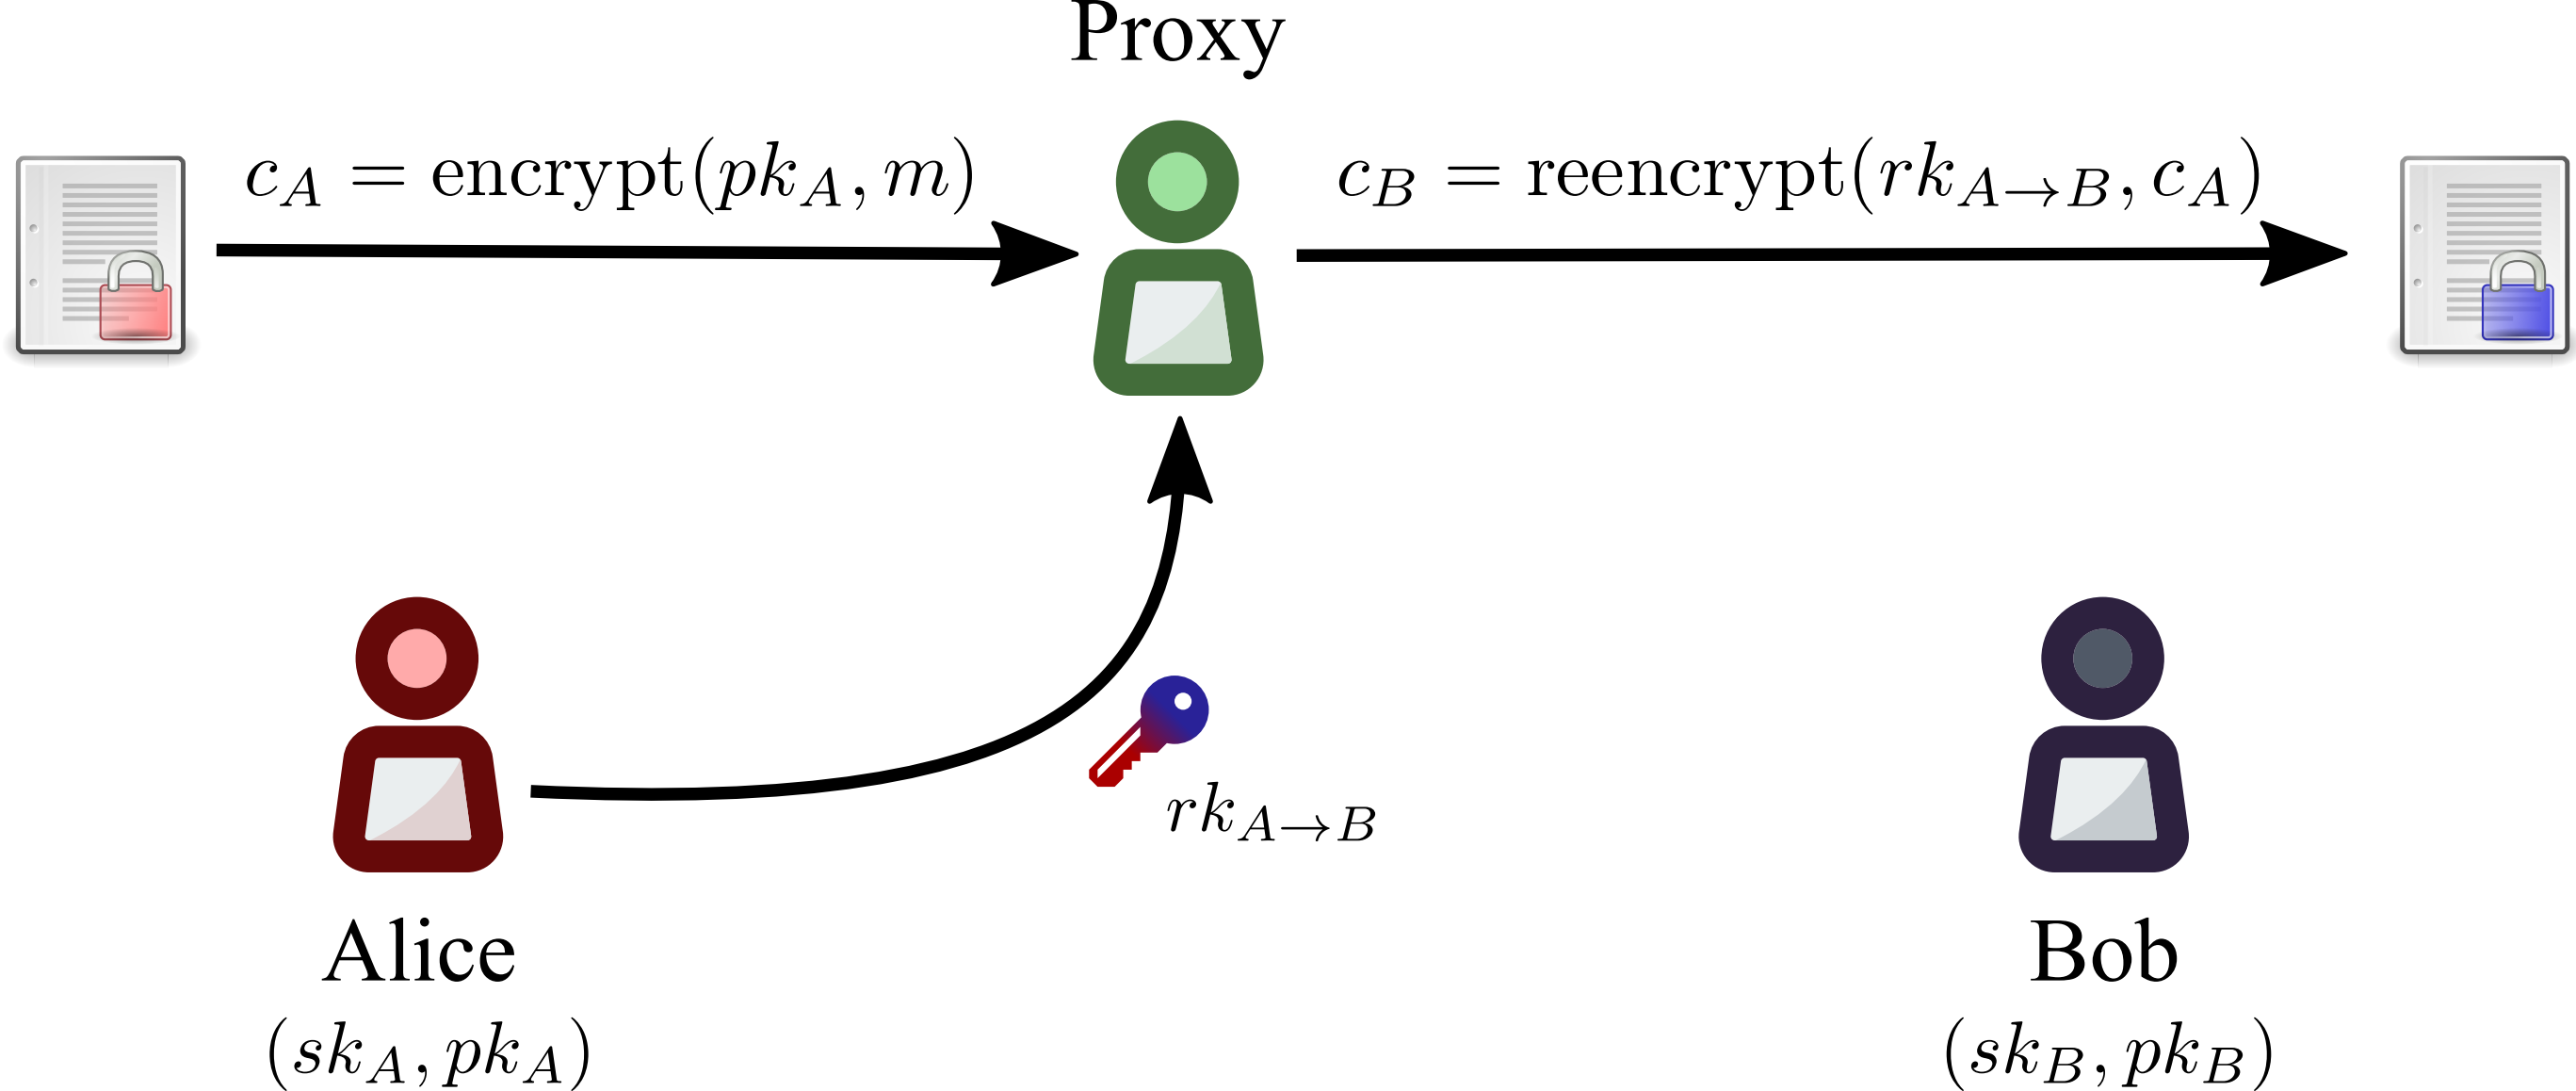 Proxy
c_A = encrypt(pk_A, m)
c_B = reencrypt(rk_{A→B}, c_A)
rk_{A→B}
Alice
(sk_A, pk_A)
Bob
(sk_B, pk_B)